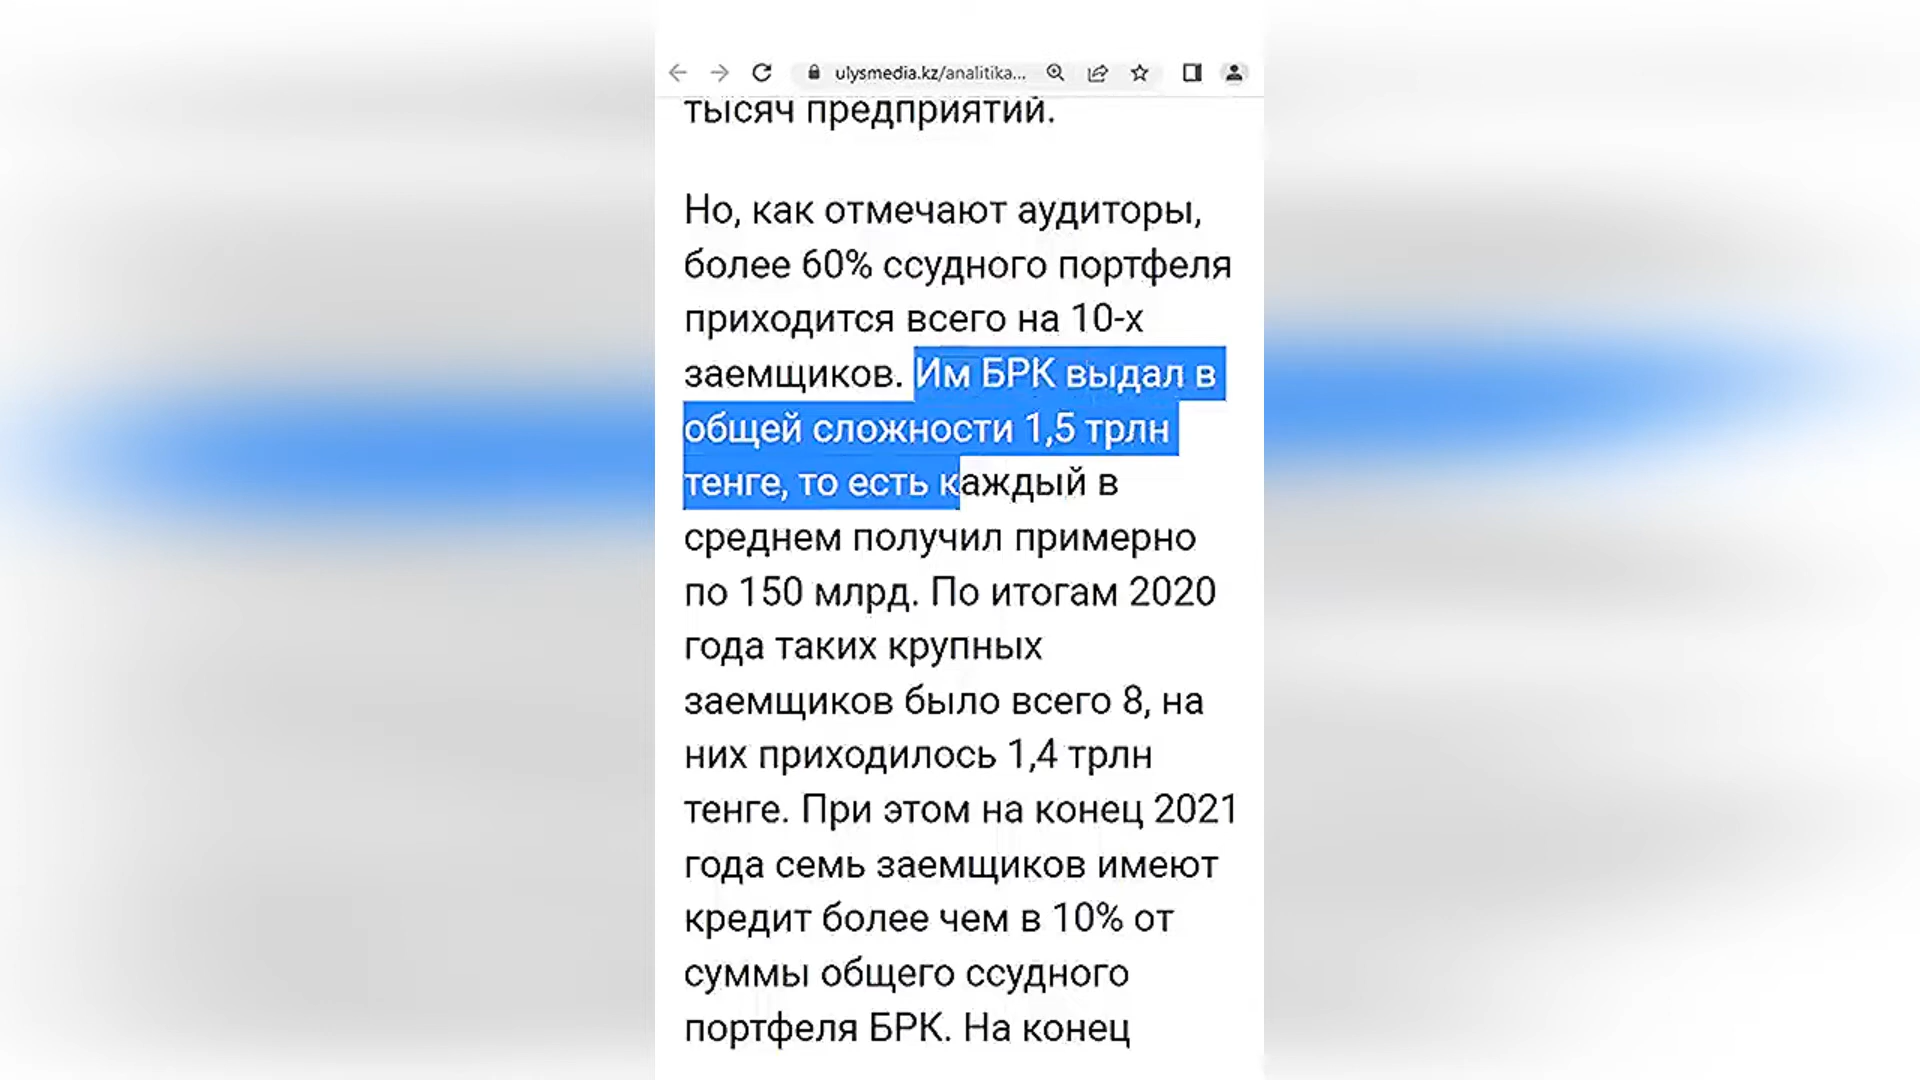 ulysmedia.kz/analitika...
тысяч предприятий.
Но, как отмечают аудиторы,
более 60% ссудного портфеля
приходится всего на 10-х
заемщиков. Им БРК выдал в
общей сложности 1,5 трлн
тенге, то есть каждый в
среднем получил примерно
по 150 млрд. По итогам 2020
года таких крупных
заемщиков было всего 8, на
них приходилось 1,4 трлн
тенге. При этом на конец 2021
года семь заемщиков имеют
кредит более чем в 10% от
суммы общего ссудного
портфеля БРК. На конец